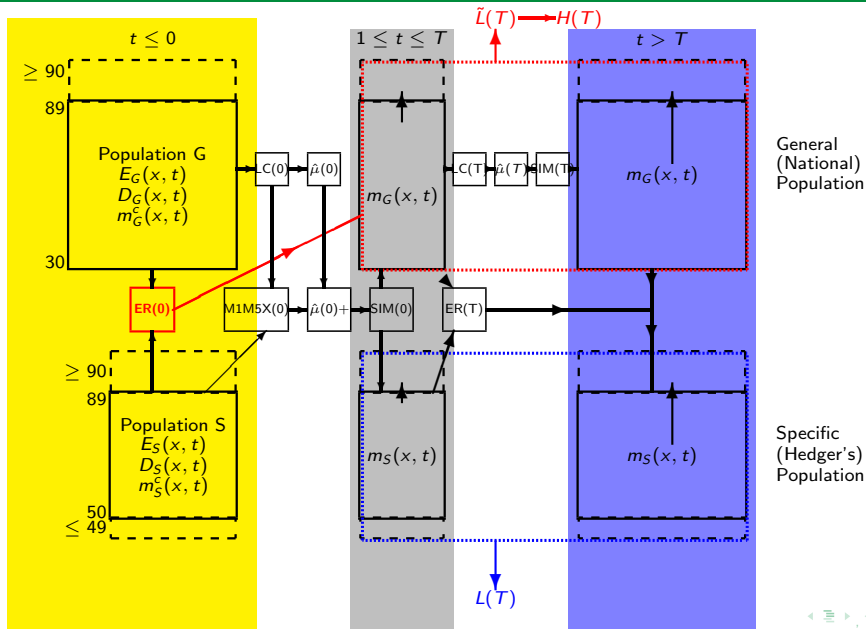 L̃(T) → H(T)
t ≤ 0
1 ≤ t ≤ T
t > T
≥ 90
89
Population G
E_G(x, t)
D_G(x, t)
m^c_G(x, t)
30
LC(0)
μ̂(0)
m_G(x, t)
LC(T)
μ̂(T)
SIM(T)
m_G(x, t)
General
(National)
Population
ER(0)
M1M5X(0)
μ̂(0)+
SIM(0)
ER(T)
≥ 90
89
Population S
E_S(x, t)
D_S(x, t)
m^c_S(x, t)
50
≤ 49
m_S(x, t)
m_S(x, t)
Specific
(Hedger's)
Population
L(T)